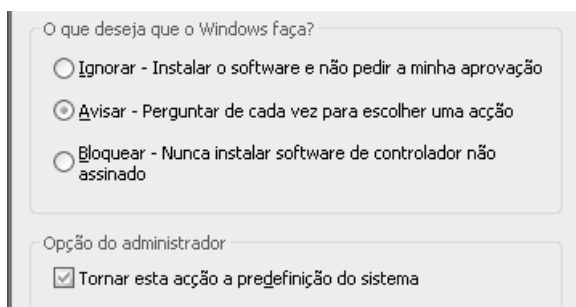 O que deseja que o Windows faça?
Ignorar - Instalar o software e não pedir a minha aprovação
Avisar - Perguntar de cada vez para escolher uma acção
Bloquear - Nunca instalar software de controlador não
assinado
Opção do administrador
Tornar esta acção a predefinição do sistema